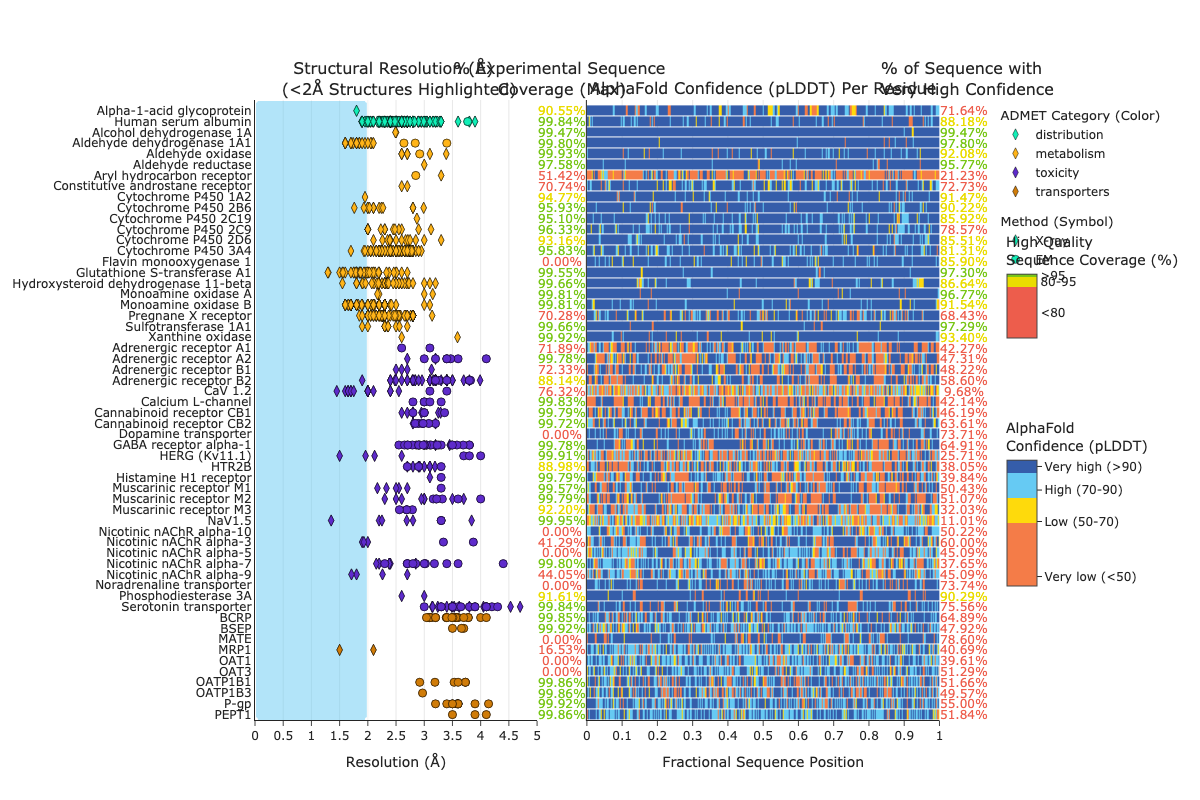 Structural Resolution (Å)
(<2Å Structures Highlighted)
% Experimental Sequence
Coverage (Max)
AlphaFold Confidence (pLDDT) Per Residue
% of Sequence with
Very High Confidence
Alpha-1-acid glycoprotein 90.55% 71.64%
Human serum albumin 99.84% 88.18%
Alcohol dehydrogenase 1A 99.47% 99.47%
Aldehyde dehydrogenase 1A1 99.80% 97.80%
Aldehyde oxidase 99.93% 92.08%
Aldehyde reductase 97.58% 95.77%
Aryl hydrocarbon receptor 51.42% 21.23%
Constitutive androstane receptor 70.74% 72.73%
Cytochrome P450 1A2 94.77% 91.47%
Cytochrome P450 2B6 95.93% 90.22%
Cytochrome P450 2C19 95.10% 85.92%
Cytochrome P450 2C9 96.33% 78.57%
Cytochrome P450 2D6 93.16% 85.51%
Cytochrome P450 3A4 95.83% 81.31%
Flavin monooxygenase 1 0.00% 85.90%
Glutathione S-transferase A1 99.55% 97.30%
Hydroxysteroid dehydrogenase 11-beta 99.66% 86.64%
Monoamine oxidase A 99.81% 96.77%
Monoamine oxidase B 99.81% 91.54%
Pregnane X receptor 70.28% 68.43%
Sulfotransferase 1A1 99.66% 97.29%
Xanthine oxidase 99.92% 93.40%
Adrenergic receptor A1 71.89% 42.27%
Adrenergic receptor A2 99.78% 47.31%
Adrenergic receptor B1 72.33% 48.22%
Adrenergic receptor B2 88.14% 58.60%
CaV 1.2 76.32% 9.68%
Calcium L-channel 99.83% 42.14%
Cannabinoid receptor CB1 99.79% 46.19%
Cannabinoid receptor CB2 99.72% 63.61%
Dopamine transporter 0.00% 73.71%
GABA receptor alpha-1 99.78% 64.91%
HERG (Kv11.1) 99.91% 25.71%
HTR2B 88.98% 38.05%
Histamine H1 receptor 99.79% 39.84%
Muscarinic receptor M1 99.57% 50.43%
Muscarinic receptor M2 99.79% 51.07%
Muscarinic receptor M3 92.20% 32.03%
NaV1.5 99.95% 11.01%
Nicotinic nAChR alpha-10 0.00% 50.22%
Nicotinic nAChR alpha-3 41.29% 60.00%
Nicotinic nAChR alpha-5 0.00% 45.09%
Nicotinic nAChR alpha-7 99.80% 37.65%
Nicotinic nAChR alpha-9 44.05% 45.09%
Noradrenaline transporter 0.00% 73.74%
Phosphodiesterase 3A 91.61% 90.29%
Serotonin transporter 99.84% 75.56%
BCRP 99.85% 64.89%
BSEP 99.92% 47.92%
MATE 0.00% 78.60%
MRP1 16.53% 40.69%
OAT1 0.00% 39.61%
OAT3 0.00% 51.29%
OATP1B1 99.86% 51.66%
OATP1B3 99.86% 49.57%
P-gp 99.92% 55.00%
PEPT1 99.86% 51.84%
0 0.5 1 1.5 2 2.5 3 3.5 4 4.5 5
Resolution (Å)
0 0.1 0.2 0.3 0.4 0.5 0.6 0.7 0.8 0.9 1
Fractional Sequence Position
ADMET Category (Color)
distribution
metabolism
toxicity
transporters
Method (Symbol)
X-ray
EM
High Quality
Sequence Coverage (%)
>95
80-95
<80
AlphaFold
Confidence (pLDDT)
Very high (>90)
High (70-90)
Low (50-70)
Very low (<50)